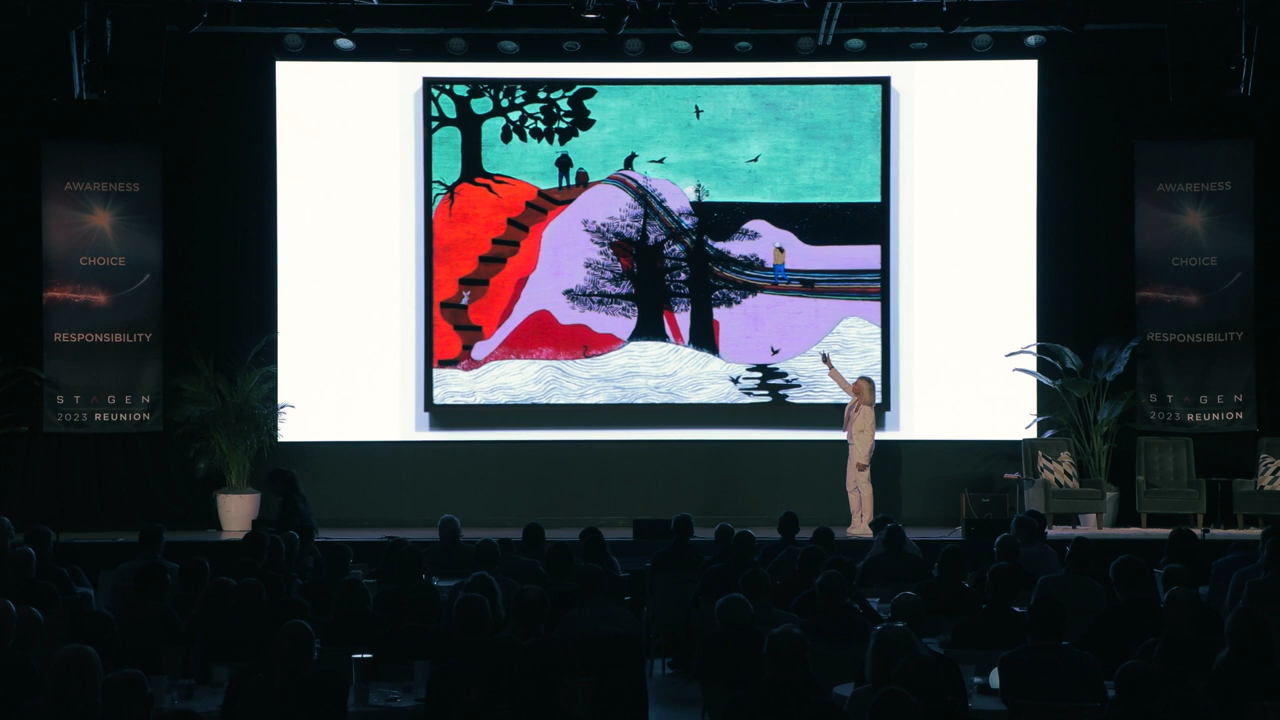 AWARENESS
CHOICE
RESPONSIBILITY
STAGEN
2023 REUNION
AWARENESS
CHOICE
RESPONSIBILITY
STAGEN
2023 REUNION